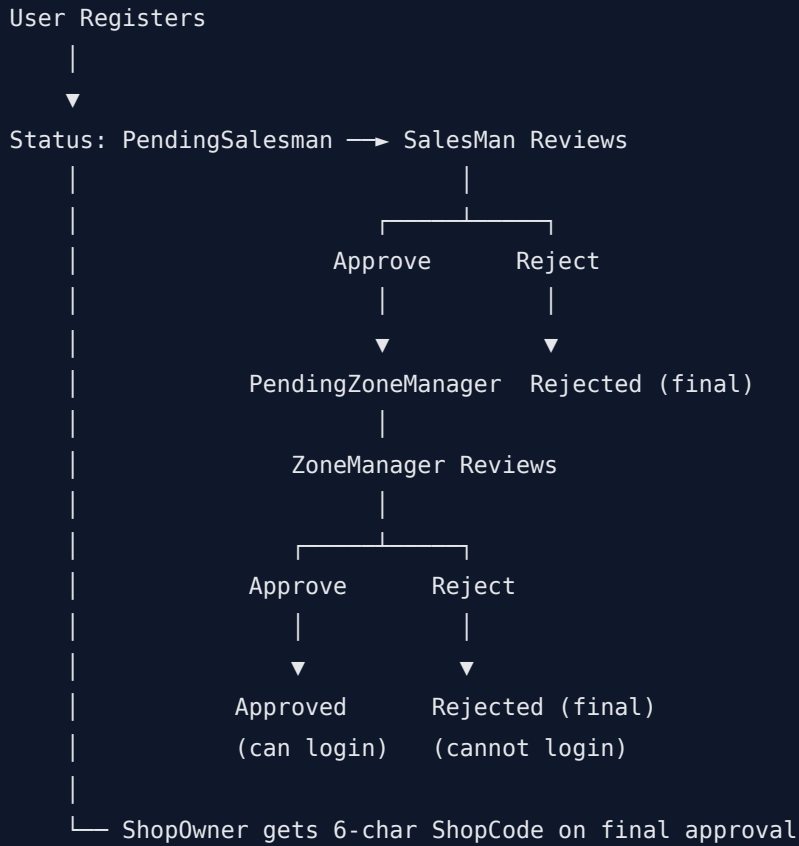 User Registers
Status: PendingSalesman ──► SalesMan Reviews
Approve Reject
PendingZoneManager Rejected (final)
ZoneManager Reviews
Approve Reject
Approved Rejected (final)
(can login) (cannot login)
└── ShopOwner gets 6-char ShopCode on final approval